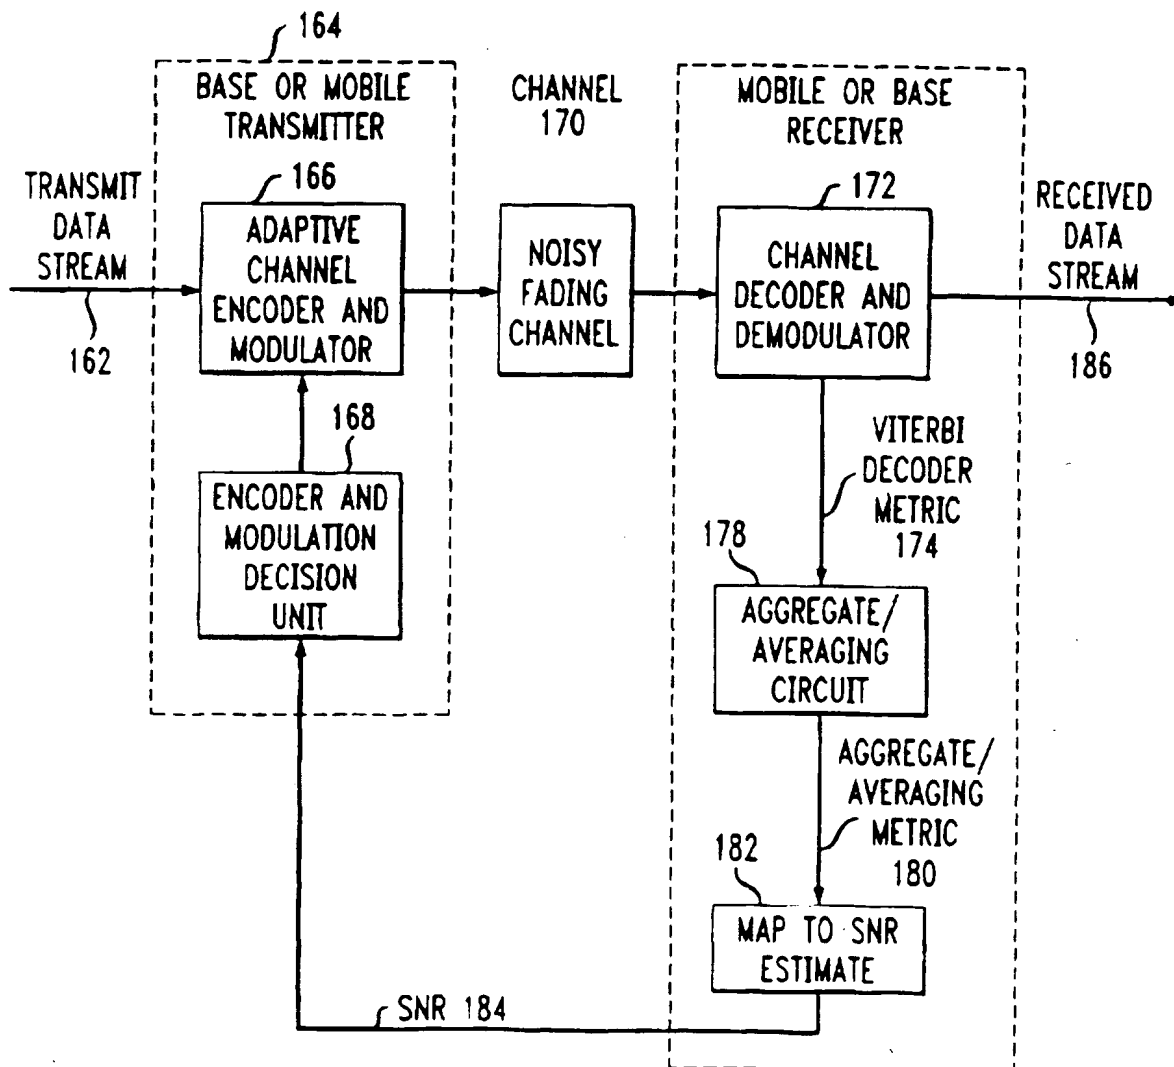 164
BASE OR MOBILE
TRANSMITTER
CHANNEL
170
MOBILE OR BASE
RECEIVER
TRANSMIT
DATA
STREAM
162
166
ADAPTIVE
CHANNEL
ENCODER AND
MODULATOR
NOISY
FADING
CHANNEL
172
CHANNEL
DECODER AND
DEMODULATOR
RECEIVED
DATA
STREAM
186
168
ENCODER AND
MODULATION
DECISION
UNIT
VITERBI
DECODER
METRIC
174
178
AGGREGATE/
AVERAGING
CIRCUIT
AGGREGATE/
AVERAGING
METRIC
180
182
MAP TO SNR
ESTIMATE
SNR 184